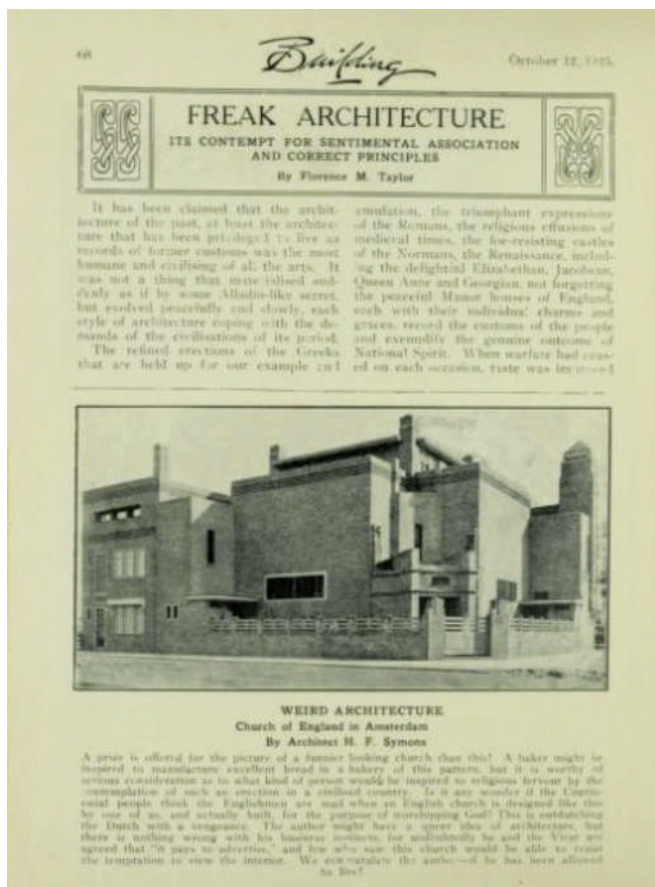 68
Building
October 12, 1925.
FREAK ARCHITECTURE
ITS CONTEMPT FOR SENTIMENTAL ASSOCIATION
AND CORRECT PRINCIPLES
By Florence M. Taylor
It has been claimed that the archit-
tecture of the past, at least the architec-
ture that has been privileged to live as
records of former customs was the most
humane and civilising of all the arts. It
was not a thing that materialised sud-
denly as if by some Alladin-like secret,
but evolved peacefully and slowly, each
style of architecture coping with the de-
mands of the civilisations of its period.
The refined erections of the Greeks
that are held up for our example and
emulation, the triumphant expressions
of the Romans, the religious effusions of
medieval times, the foe-resisting castles
of the Normans, the Renaissance, includ-
ing the delightful Elizabethan, Jacobean,
Queen Anne and Georgian, not forgetting
the peaceful Manor houses of England,
each with their individual charms and
graces, record the customs of the people
and exemplify the genuine outcome of
National Spirit. When warfare had ceas-
ed on each occasion, taste was
WEIRD ARCHITECTURE
Church of England in Amsterdam
By Architect H. F. Symons
A prize is offered for the picture of a funnier looking church than this! A baker might be
inspired to manufacture excellent bread in a bakery of this pattern, but it is worthy of
serious consideration as to what kind of person would be inspired to religious fervour by the
contemplation of such an erection in a civilised country. Is it any wonder if the Contin-
ental people think the Englishmen are mad when an English church is designed like this
by one of us, and actually built, for the purpose of worshipping God? This is outdutching
the Dutch with a vengeance. The author might have a queer idea of architecture, but
there is nothing wrong with his business instincts, for undoubtedly he and the Vicar are
agreed that "it pays to advertise," and few who saw this church would be able to resist
the temptation to view the interior. We congratulate the author—if he has been allowed
to live!